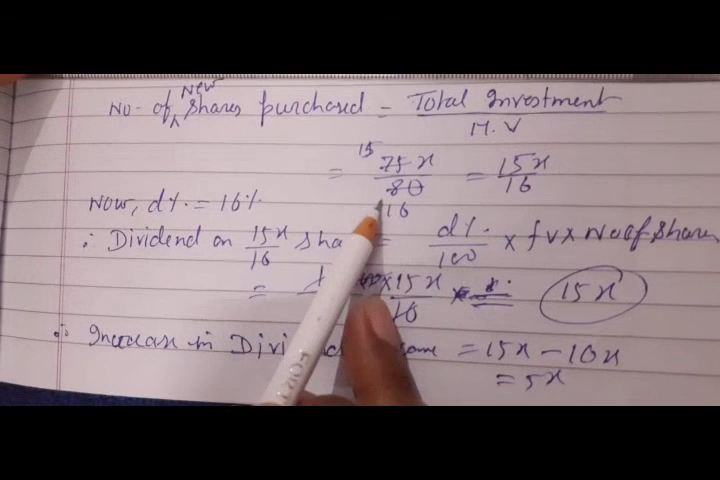 No. of New Shares purchased = Total Investment / M.V
= 15 75x / 80 16 = 15x / 16
Now, d%. = 16%.
∴ Dividend on 15x / 16 Sha = d%. / 100 × fv × No of Shares
= × 15x / 16 15x
∴ Increase in Divi = 15x - 10x
= 5x